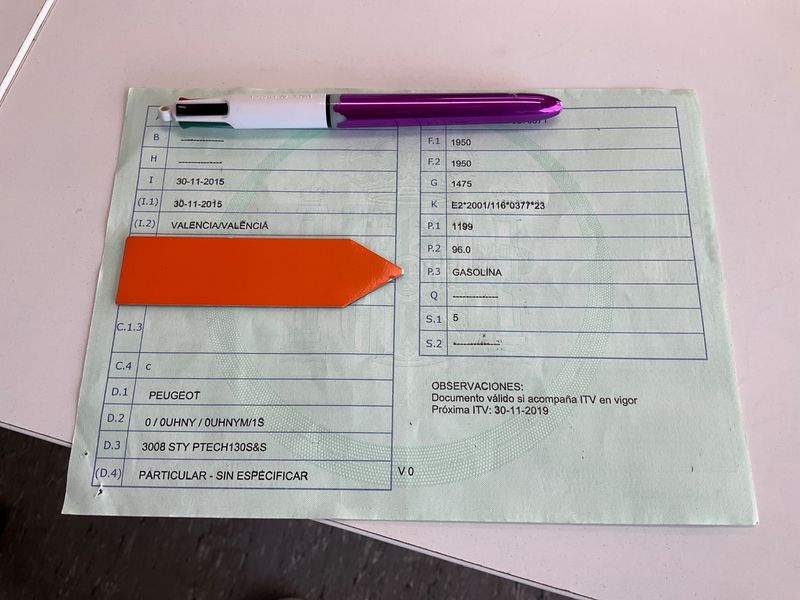 B -------------
H -------------
I 30-11-2015
(I.1) 30-11-2015
(I.2) VALENCIA/VALÈNCIA
C.1.3
C.4 c
D.1 PEUGEOT
D.2 0 / 0UHNY / 0UHNYM/1S
D.3 3008 STY PTECH130S&S
(D.4) PARTICULAR - SIN ESPECIFICAR
F.1 1950
F.2 1950
G 1475
K E2*2001/116*0377*23
P.1 1199
P.2 96.0
P.3 GASOLINA
Q -------------
S.1 5
S.2 -------------
OBSERVACIONES:
Documento válido si acompaña ITV en vigor
Próxima ITV: 30-11-2019
V 0